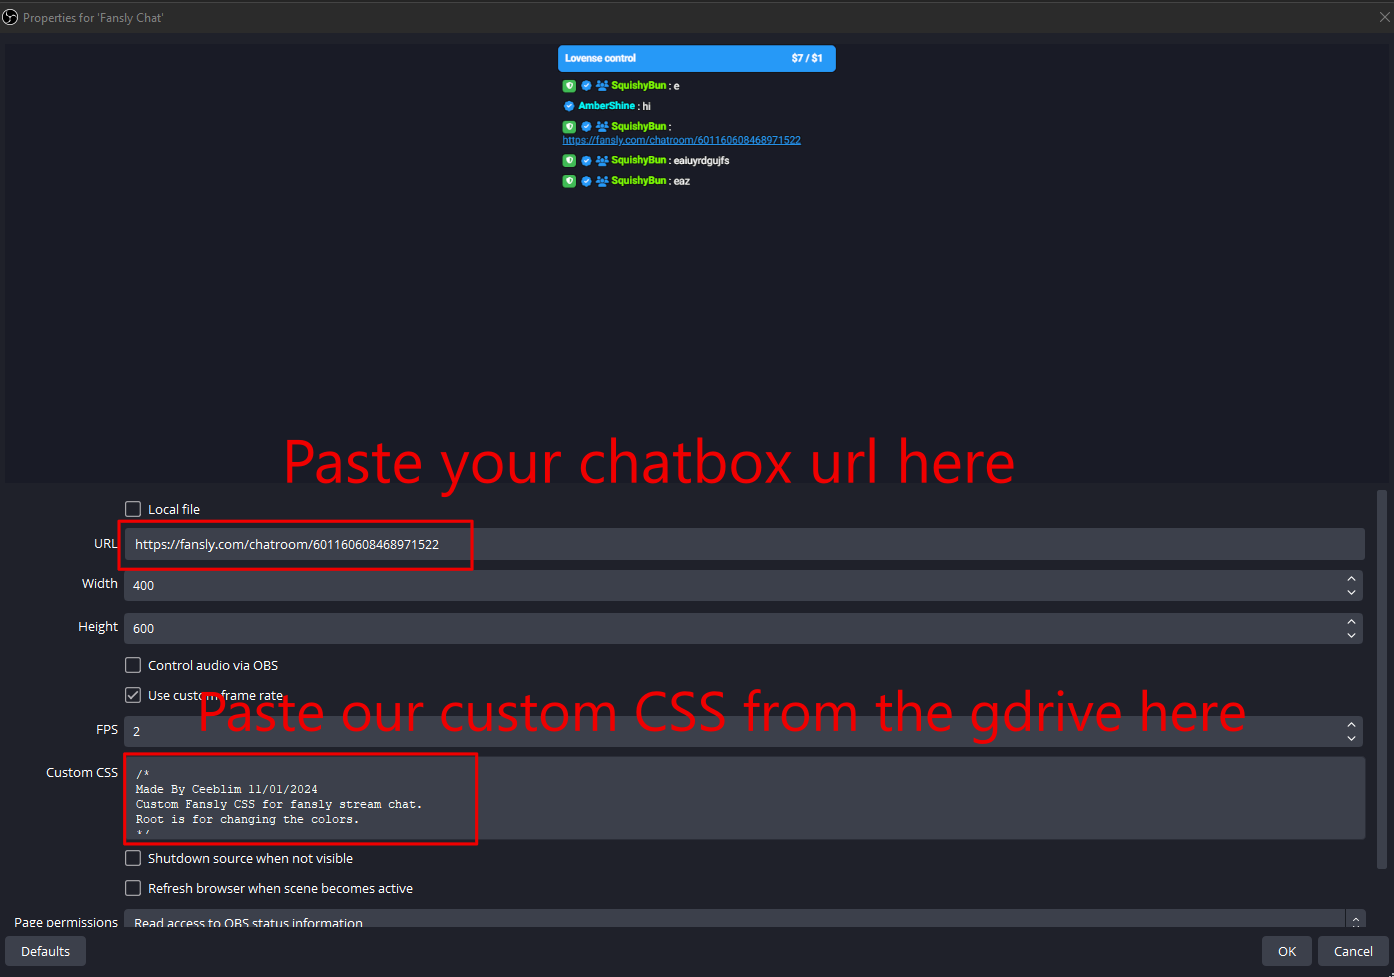 Properties for 'Fansly Chat'
Lovense control $7 / $1
SquishyBun : e
AmberShine : hi
SquishyBun :
https://fansly.com/chatroom/601160608468971522
SquishyBun : eaiuyrdgujfs
SquishyBun : eaz
Paste your chatbox url here
Local file
URL https://fansly.com/chatroom/601160608468971522
Width 400
Height 600
Control audio via OBS
Use custom frame rate
Paste our custom CSS from the gdrive here
FPS 2
Custom CSS /*
Made By Ceeblim 11/01/2024
Custom Fansly CSS for fansly stream chat.
Root is for changing the colors.
*/
Shutdown source when not visible
Refresh browser when scene becomes active
Page permissions Read access to OBS status information
Defaults OK Cancel